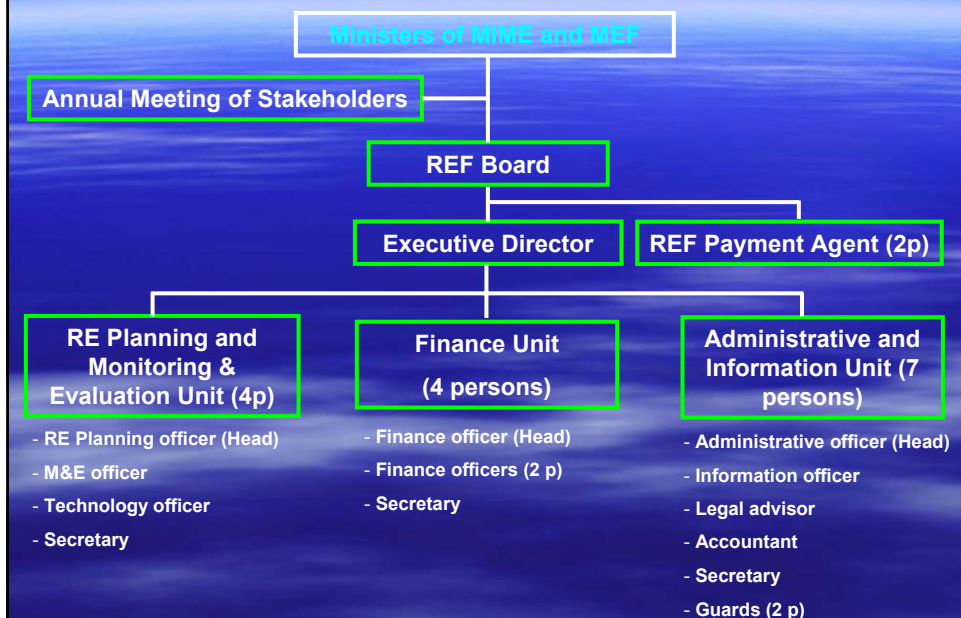 Ministers of MIME and MEF
Annual Meeting of Stakeholders
REF Board
Executive Director
REF Payment Agent (2p)
RE Planning and
Monitoring &
Evaluation Unit (4p)
- RE Planning officer (Head)
- M&E officer
- Technology officer
- Secretary
Finance Unit
(4 persons)
- Finance officer (Head)
- Finance officers (2 p)
- Secretary
Administrative and
Information Unit (7
persons)
- Administrative officer (Head)
- Information officer
- Legal advisor
- Accountant
- Secretary
- Guards (2 p)